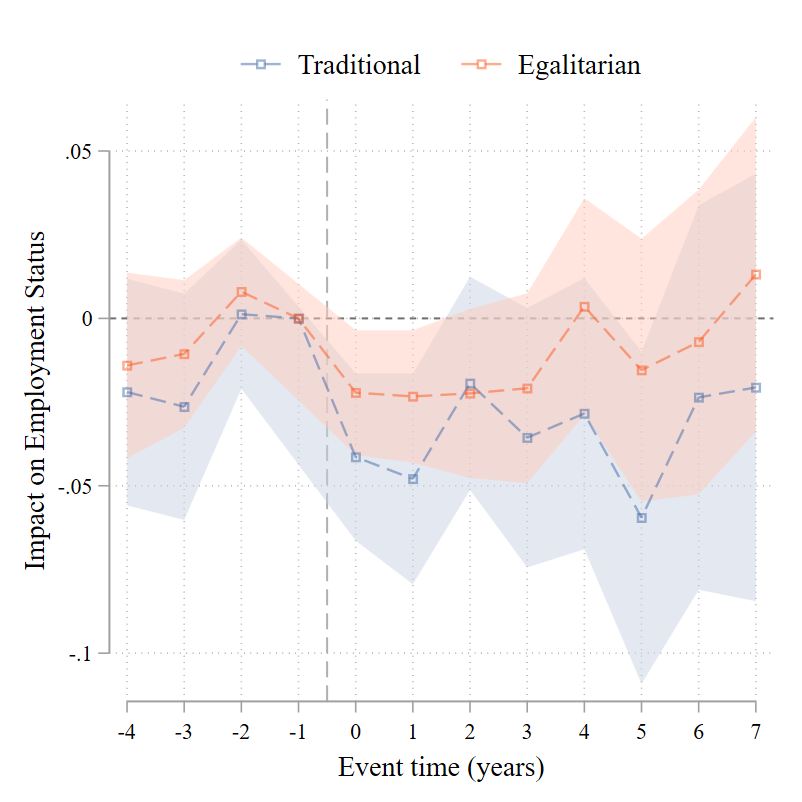 Traditional Egalitarian
.05
0
-.05
-.1
Impact on Employment Status
-4 -3 -2 -1 0 1 2 3 4 5 6 7
Event time (years)